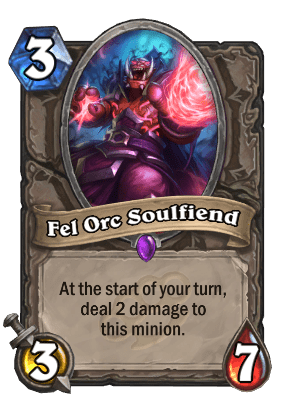 3
Fel Orc Soulfiend
At the start of your turn,
deal 2 damage to
this minion.
3
7